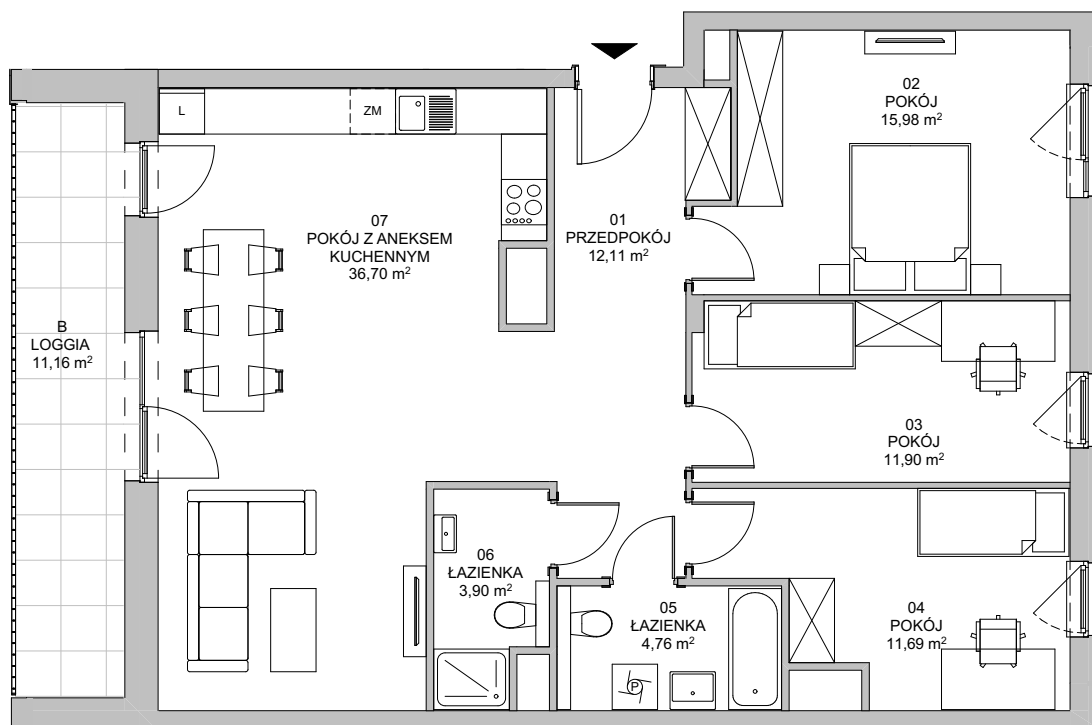 L
ZM
02
POKÓJ
15,98 m²
07
POKÓJ Z ANEKSEM
KUCHENNYM
36,70 m²
01
PRZEDPOKÓJ
12,11 m²
B
LOGGIA
11,16 m²
03
POKÓJ
11,90 m²
06
ŁAZIENKA
3,90 m²
05
ŁAZIENKA
4,76 m²
04
POKÓJ
11,69 m²
P